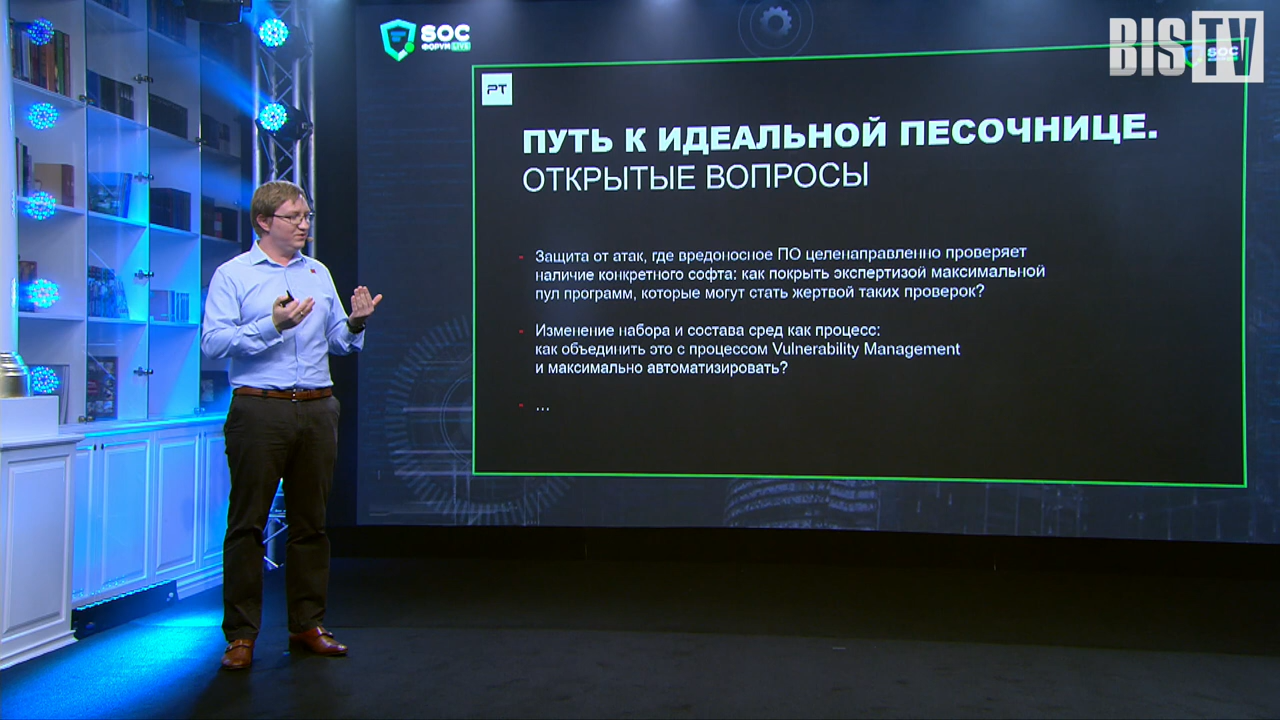 SOC
ФОРУМ LIVE
BIS TV
SOC
PT
ПУТЬ К ИДЕАЛЬНОЙ ПЕСОЧНИЦЕ.
ОТКРЫТЫЕ ВОПРОСЫ
- Защита от атак, где вредоносное ПО целенаправленно проверяет
наличие конкретного софта: как покрыть экспертизой максимальной
пул программ, которые могут стать жертвой таких проверок?
- Изменение набора и состава сред как процесс:
как объединить это с процессом Vulnerability Management
и максимально автоматизировать?
- ...